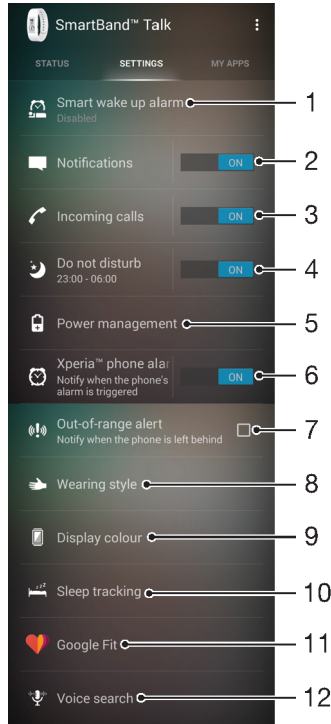 SmartBand™ Talk
STATUS SETTINGS MY APPS
Smart wake up alarm 1
Disabled
Notifications ON 2
Incoming calls ON 3
Do not disturb ON 4
23:00 - 06:00
Power management 5
Xperia™ phone alar ON 6
Notify when the phone's
alarm is triggered
Out-of-range alert 7
Notify when the phone is left behind
Wearing style 8
Display colour 9
Sleep tracking 10
Google Fit 11
Voice search 12